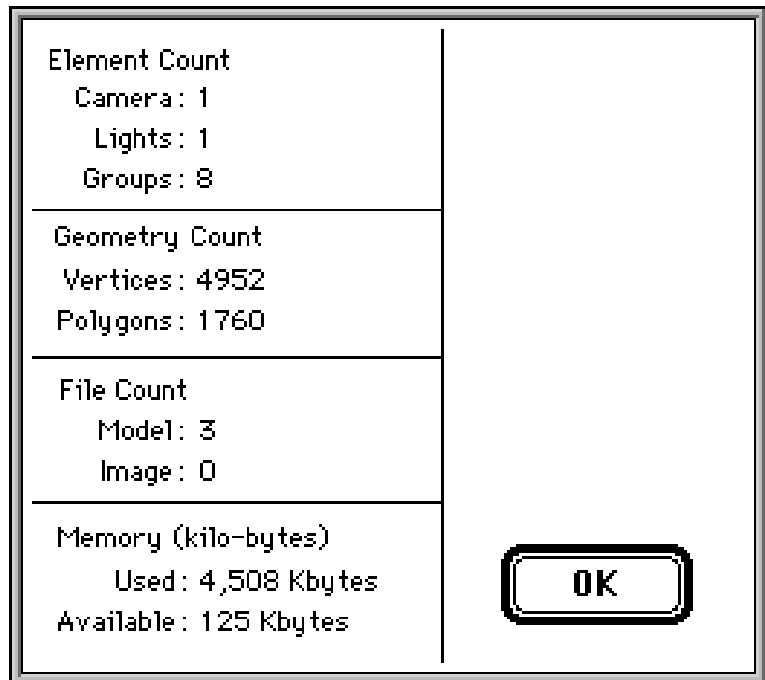 Element Count
Camera: 1
Lights: 1
Groups: 8
Geometry Count
Vertices: 4952
Polygons: 1760
File Count
Model: 3
Image: 0
Memory (kilo-bytes)
Used: 4,508 Kbytes
Available: 125 Kbytes
OK